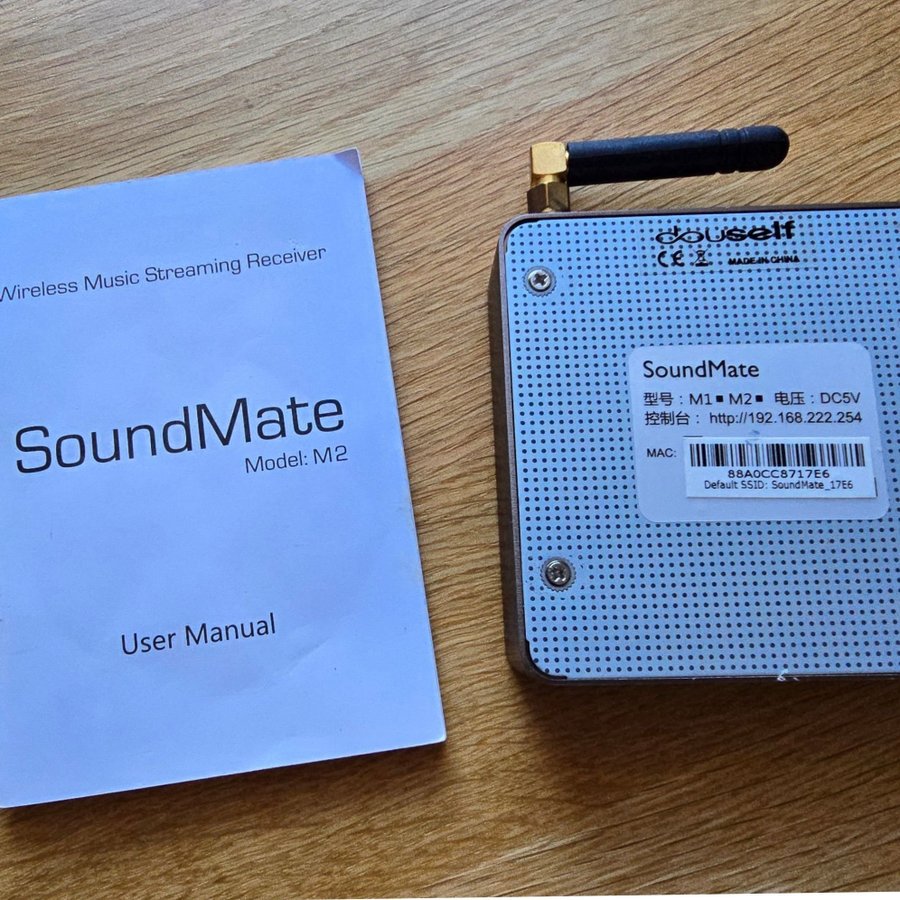 Wireless Music Streaming Receiver
SoundMate
Model: M2
User Manual
douself
CE MADE IN CHINA
SoundMate
型号：M1■ M2■ 电压：DC5V
控制台： http://192.168.222.254
MAC:
88A0CC8717E6
Default SSID: SoundMate_17E6